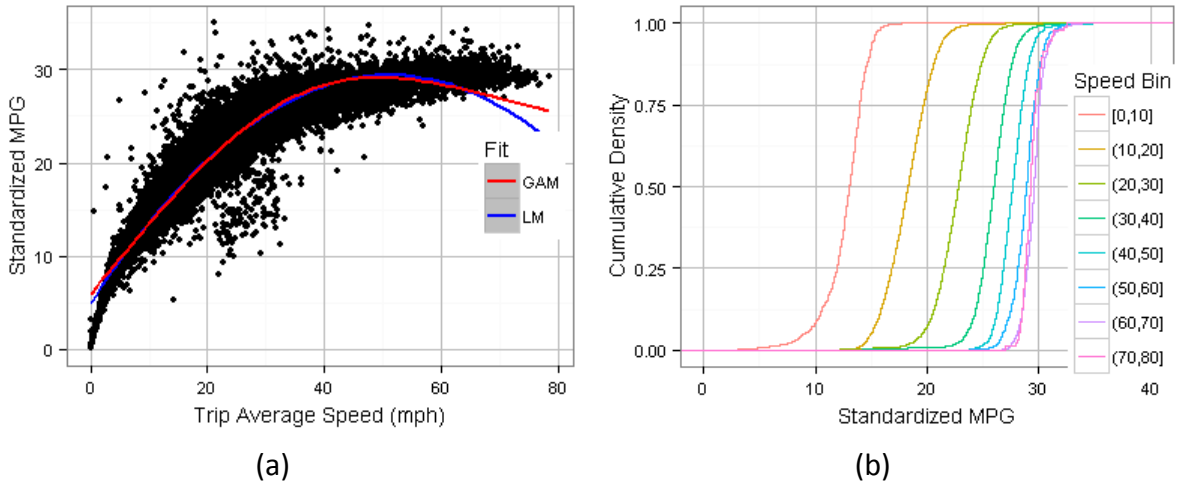 Standardized MPG
30
20
10
0
0 20 40 60 80
Trip Average Speed (mph)
Fit
GAM
LM
(a)
Cumulative Density
1.00
0.75
0.50
0.25
0.00
0 10 20 30 40
Standardized MPG
Speed Bin
[0,10]
(10,20]
(20,30]
(30,40]
(40,50]
(50,60]
(60,70]
(70,80]
(b)